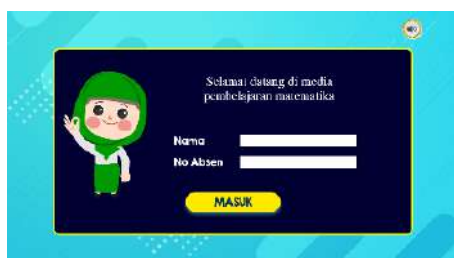 Selamat datang di media
pembelajaran matematika
Nama
No Absen
MASUK